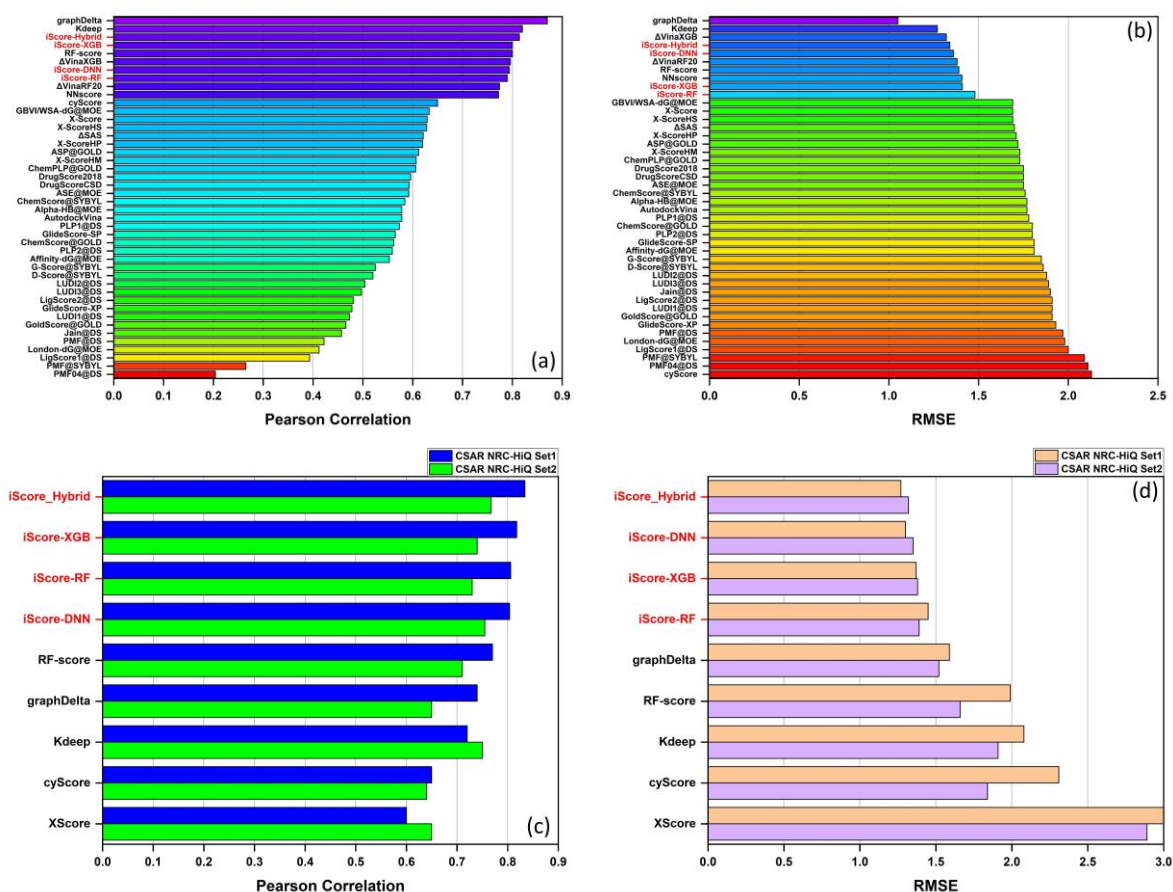 graphDelta
Kdeep
iScore-Hybrid
iScore-XGB
RF-score
ΔVinaXGB
iScore-DNN
iScore-RF
ΔVinaRF20
NNscore
cyScore
GBVI/WSA-dG@MOE
X-Score
X-ScoreHS
ΔSAS
X-ScoreHP
ASP@GOLD
X-ScoreHM
ChemPLP@GOLD
DrugScore2018
DrugScoreCSD
ASE@MOE
ChemScore@SYBYL
Alpha-HB@MOE
AutodockVina
PLP1@DS
GlideScore-SP
ChemScore@GOLD
PLP2@DS
Affinity-dG@MOE
G-Score@SYBYL
D-Score@SYBYL
LUDI2@DS
LUDI3@DS
LigScore2@DS
GlideScore-XP
LUDI1@DS
GoldScore@GOLD
Jain@DS
PMF@DS
London-dG@MOE
LigScore1@DS
PMF@SYBYL
PMF04@DS
(a)
0.0 0.1 0.2 0.3 0.4 0.5 0.6 0.7 0.8 0.9
Pearson Correlation
graphDelta
Kdeep
ΔVinaXGB
iScore-Hybrid
iScore-DNN
ΔVinaRF20
RF-score
NNscore
iScore-XGB
iScore-RF
GBVI/WSA-dG@MOE
X-Score
X-ScoreHS
ΔSAS
X-ScoreHP
ASP@GOLD
X-ScoreHM
ChemPLP@GOLD
DrugScore2018
DrugScoreCSD
ASE@MOE
ChemScore@SYBYL
Alpha-HB@MOE
AutodockVina
PLP1@DS
ChemScore@GOLD
PLP2@DS
GlideScore-SP
Affinity-dG@MOE
G-Score@SYBYL
D-Score@SYBYL
LUDI2@DS
LUDI3@DS
Jain@DS
LigScore2@DS
LUDI1@DS
GoldScore@GOLD
GlideScore-XP
PMF@DS
London-dG@MOE
LigScore1@DS
PMF@SYBYL
PMF04@DS
cyScore
(b)
0.0 0.5 1.0 1.5 2.0 2.5
RMSE
CSAR NRC-HiQ Set1
CSAR NRC-HiQ Set2
iScore_Hybrid
iScore-XGB
iScore-RF
iScore-DNN
RF-score
graphDelta
Kdeep
cyScore
XScore
(c)
0.0 0.1 0.2 0.3 0.4 0.5 0.6 0.7 0.8 0.9
Pearson Correlation
CSAR NRC-HiQ Set1
CSAR NRC-HiQ Set2
iScore_Hybrid
iScore-DNN
iScore-XGB
iScore-RF
graphDelta
RF-score
Kdeep
cyScore
XScore
(d)
0.0 0.5 1.0 1.5 2.0 2.5 3.0
RMSE